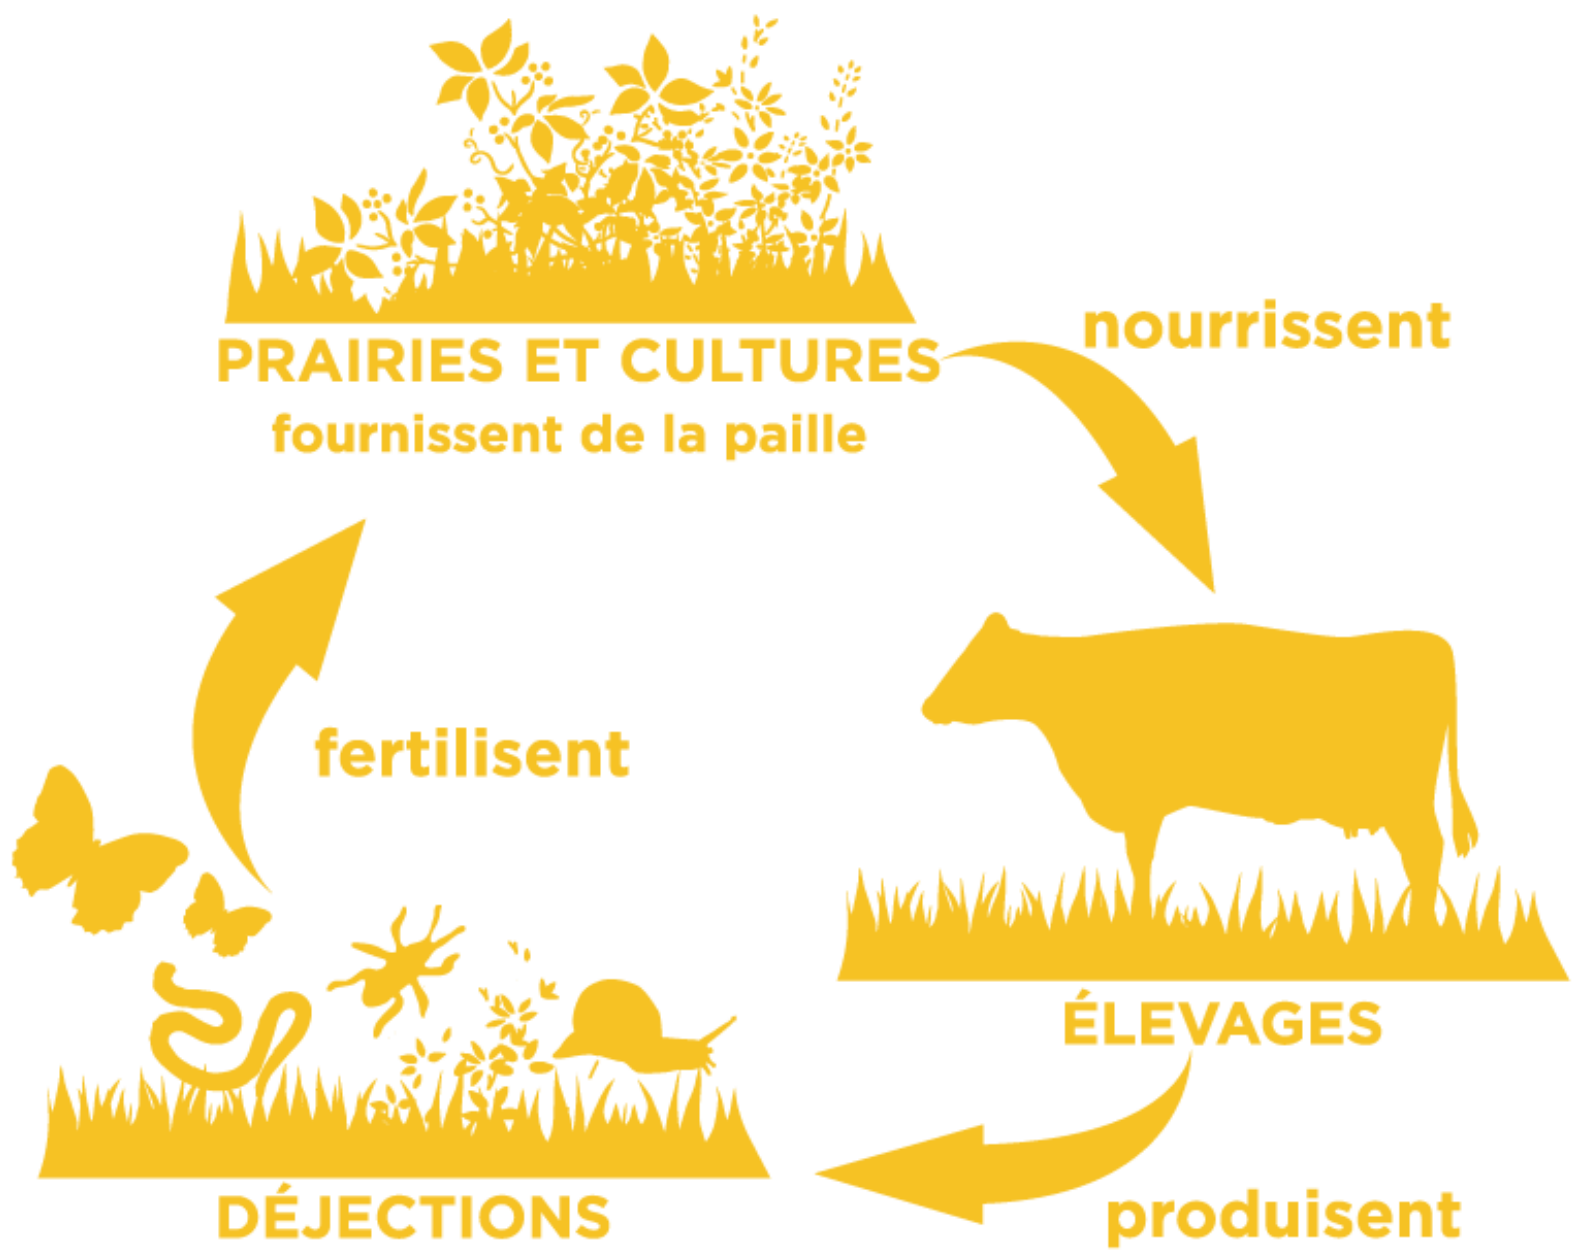 PRAIRIES ET CULTURES
fournissent de la paille
nourrissent
ÉLEVAGES
produisent
DÉJECTIONS
fertilisent